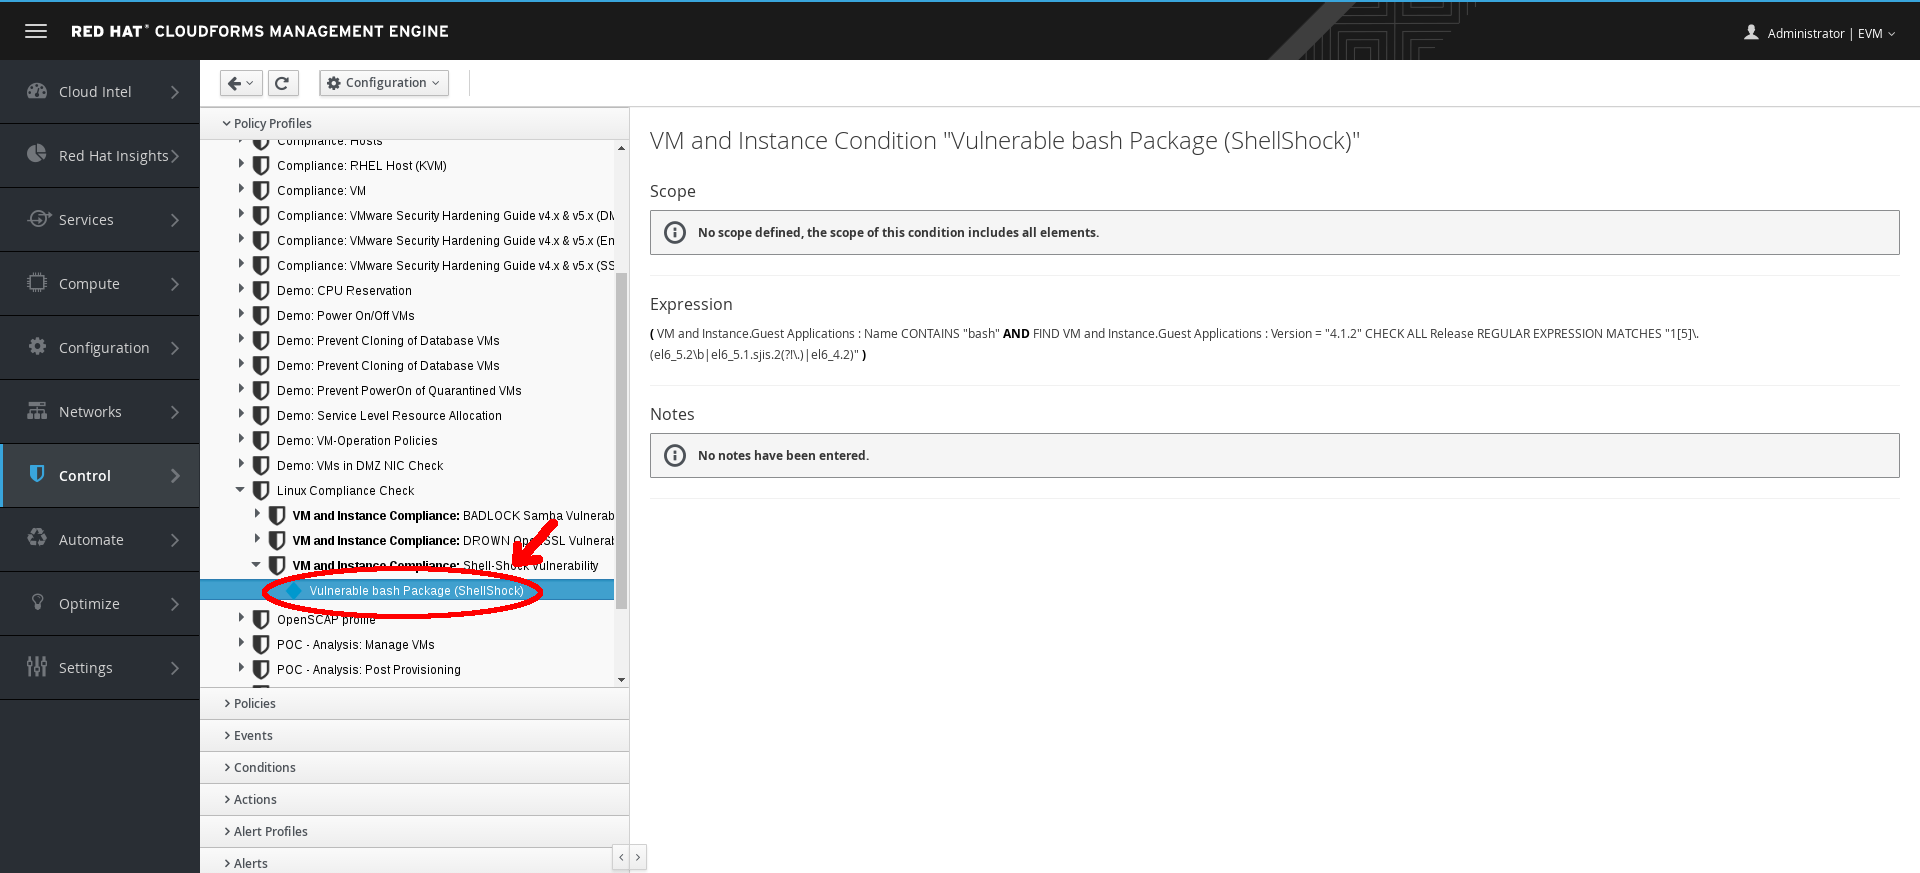 RED HAT® CLOUDFORMS MANAGEMENT ENGINE
Administrator | EVM
Cloud Intel
Red Hat Insights
Services
Compute
Configuration
Networks
Control
Automate
Optimize
Settings
Configuration
Policy Profiles
Compliance: Hosts
Compliance: RHEL Host (KVM)
Compliance: VM
Compliance: VMware Security Hardening Guide v4.x & v5.x (DM
Compliance: VMware Security Hardening Guide v4.x & v5.x (En
Compliance: VMware Security Hardening Guide v4.x & v5.x (SS
Demo: CPU Reservation
Demo: Power On/Off VMs
Demo: Prevent Cloning of Database VMs
Demo: Prevent Cloning of Database VMs
Demo: Prevent PowerOn of Quarantined VMs
Demo: Service Level Resource Allocation
Demo: VM-Operation Policies
Demo: VMs in DMZ NIC Check
Linux Compliance Check
VM and Instance Compliance: BADLOCK Samba Vulnerab
VM and Instance Compliance: DROWN OpenSSL Vulnerab
VM and Instance Compliance: Shell-Shock Vulnerability
Vulnerable bash Package (ShellShock)
OpenSCAP profile
POC - Analysis: Manage VMs
POC - Analysis: Post Provisioning
Policies
Events
Conditions
Actions
Alert Profiles
Alerts
VM and Instance Condition "Vulnerable bash Package (ShellShock)"
Scope
No scope defined, the scope of this condition includes all elements.
Expression
( VM and Instance.Guest Applications : Name CONTAINS "bash" AND FIND VM and Instance.Guest Applications : Version = "4.1.2" CHECK ALL Release REGULAR EXPRESSION MATCHES "1[5]\.
(el6_5.2\b|el6_5.1.sjis.2(?!\.)|el6_4.2)" )
Notes
No notes have been entered.